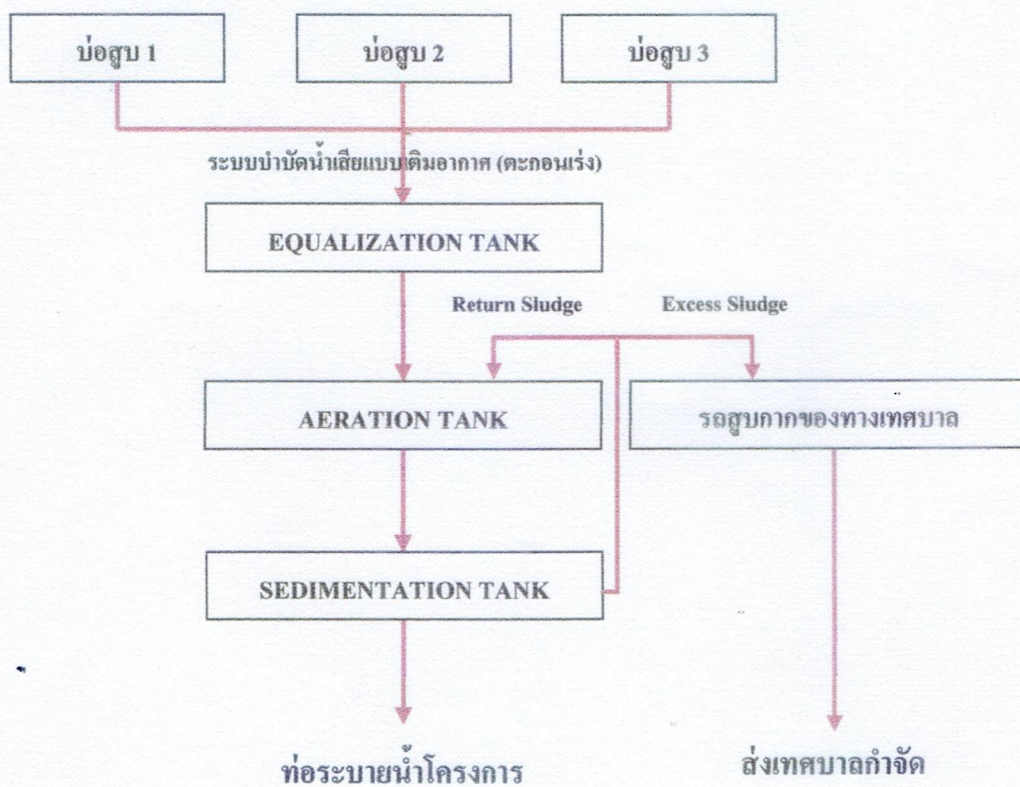 บ่อสูบ 1
บ่อสูบ 2
บ่อสูบ 3
ระบบบำบัดน้ำเสียแบบเติมอากาศ (ตะกอนเร่ง)
EQUALIZATION TANK
Return Sludge
Excess Sludge
AERATION TANK
รถสูบกากของทางเทศบาล
SEDIMENTATION TANK
ท่อระบายน้ำโครงการ
ส่งเทศบาลกำจัด